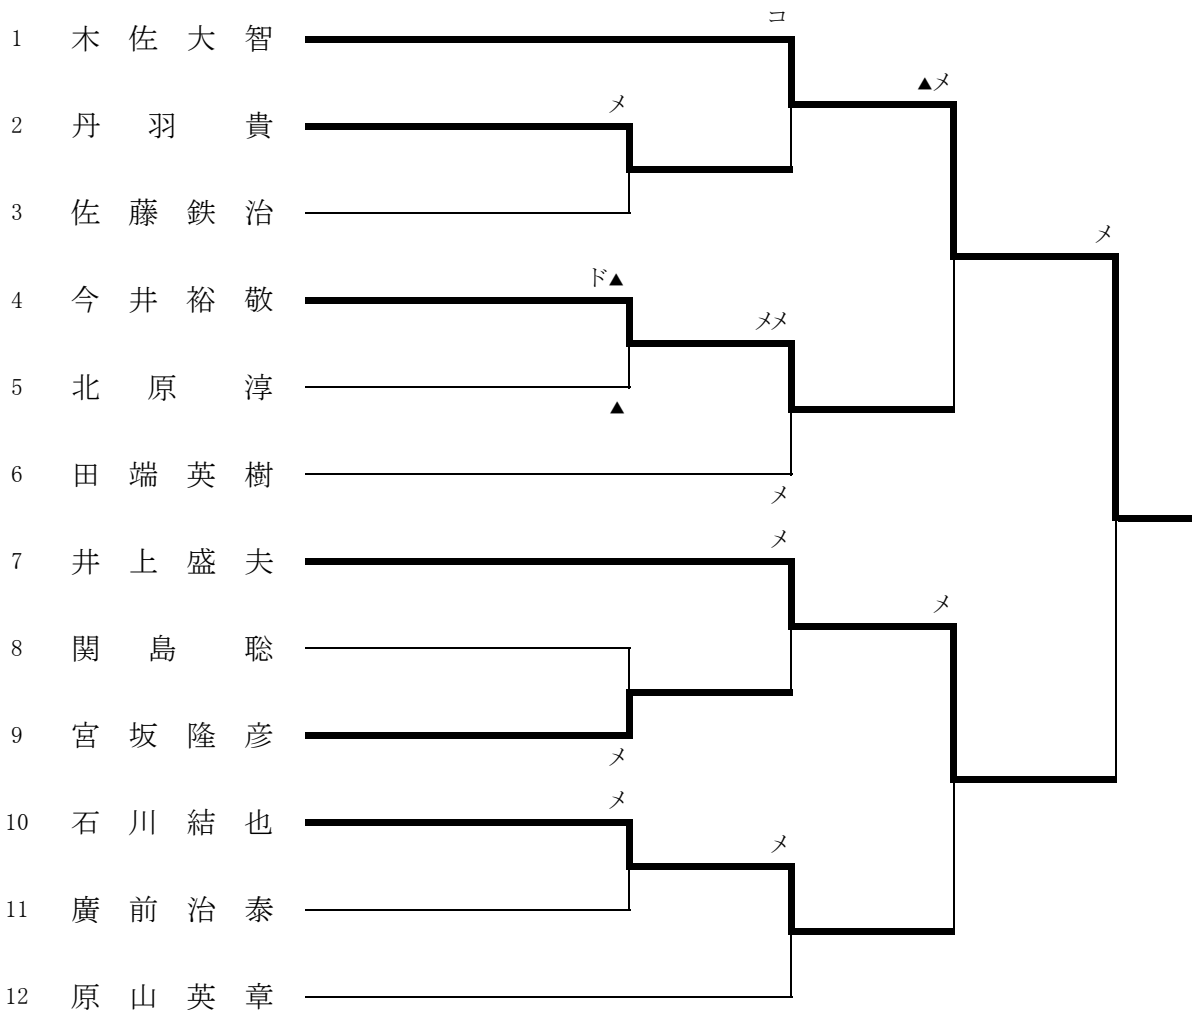 コ
1 木佐大智
▲メ
メ
2 丹羽貴
3 佐藤鉄治
メ
ド▲
4 今井裕敬
メメ
5 北原淳
▲
6 田端英樹
メ
メ
7 井上盛夫
メ
8 関島聡
9 宮坂隆彦
メ
メ
10 石川結也
メ
11 廣前治泰
12 原山英章